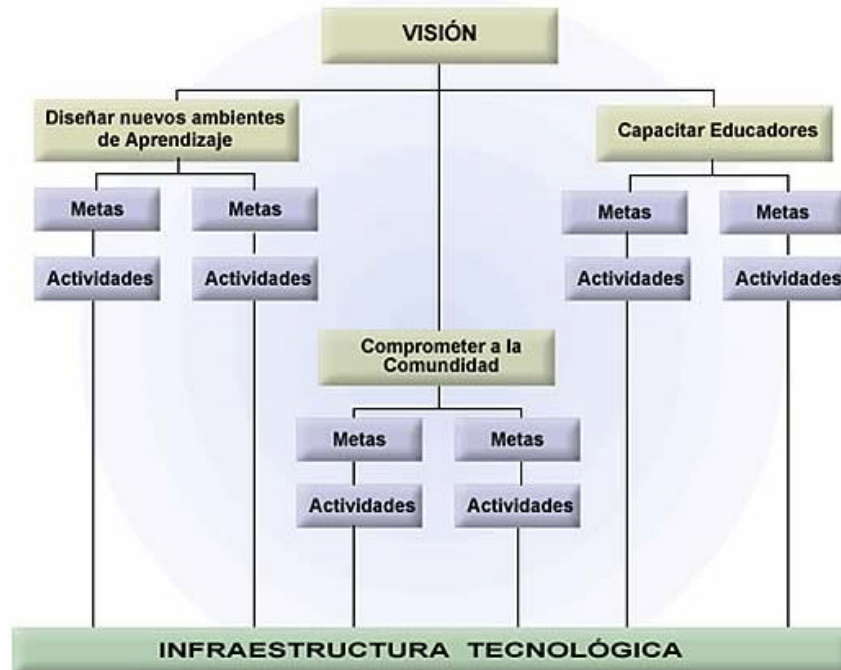 VISIÓN
Diseñar nuevos ambientes
de Aprendizaje
Capacitar Educadores
Metas
Metas
Metas
Metas
Actividades
Actividades
Actividades
Actividades
Comprometer a la
Comundidad
Metas
Metas
Actividades
Actividades
INFRAESTRUCTURA TECNOLÓGICA